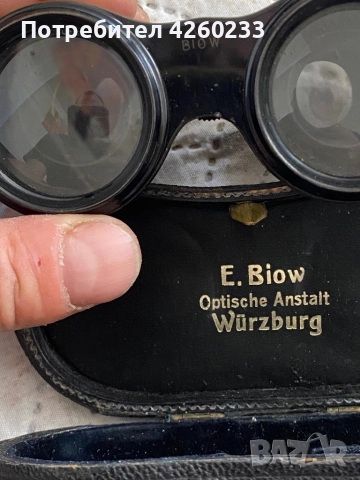 Потребител 4260233
BIOW
E. Biow
Optische Anstalt
Würzburg
BAZAR